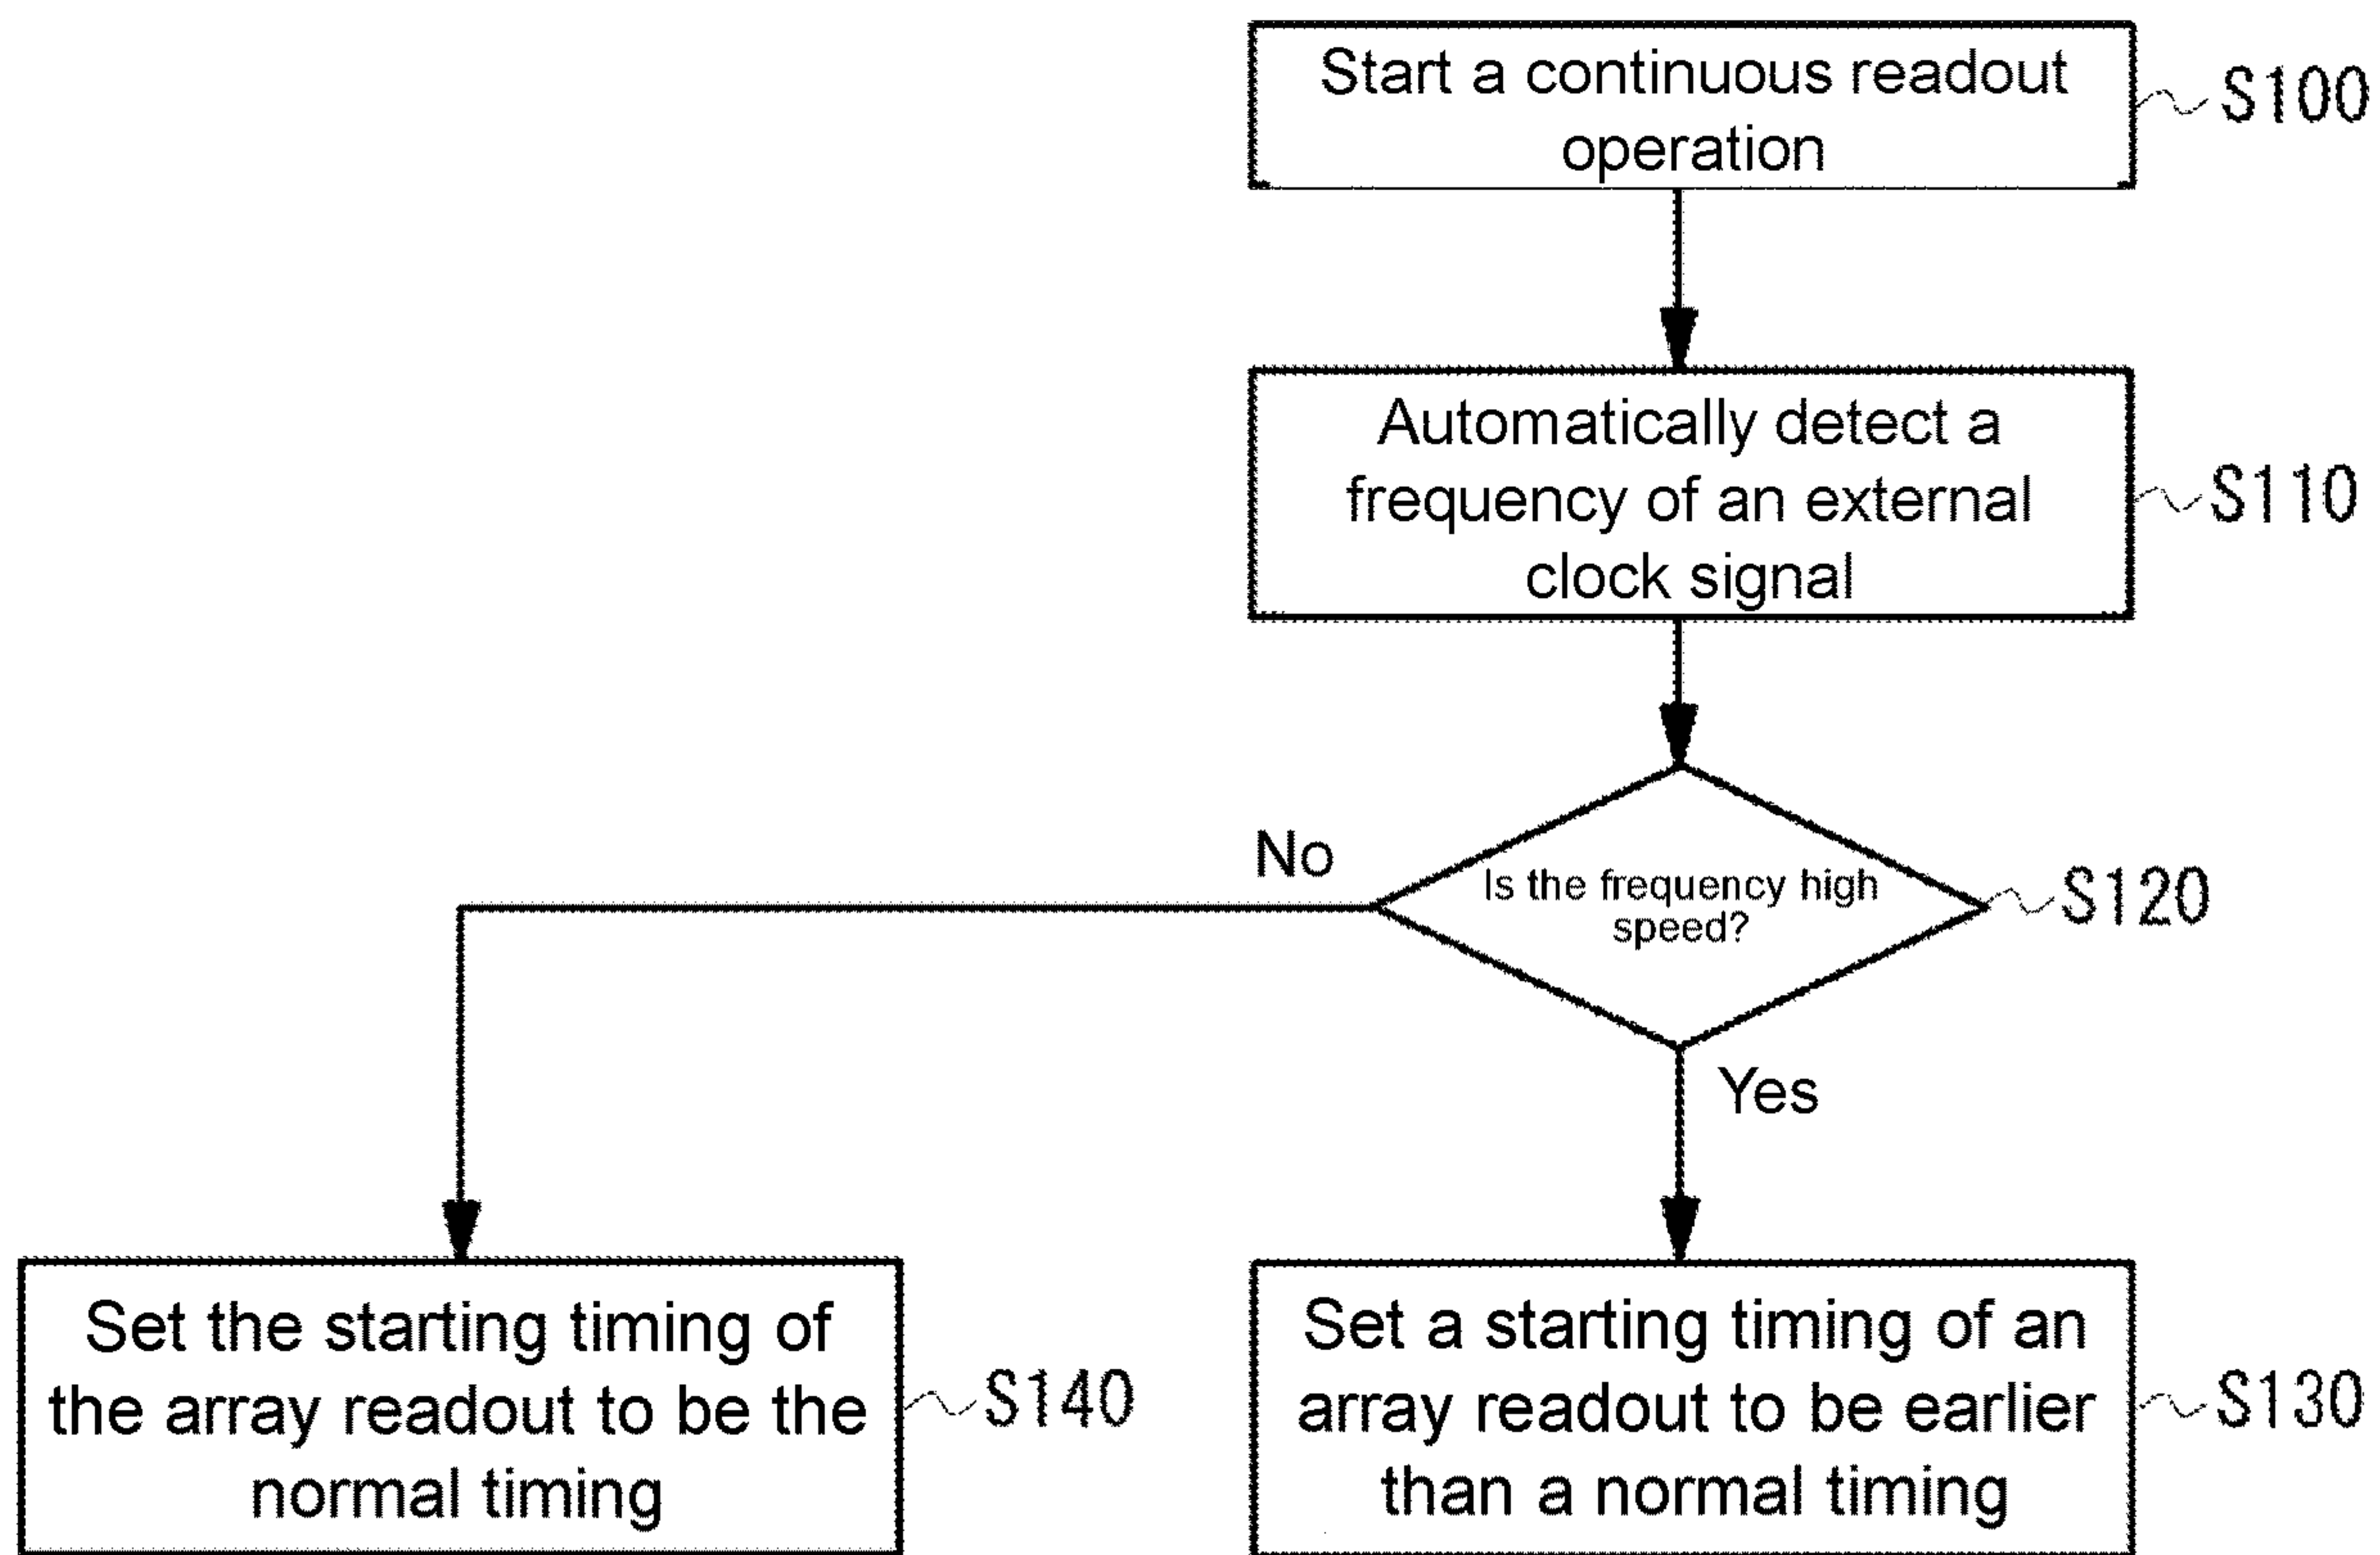 Start a continuous readout
operation
S100
Automatically detect a
frequency of an external
clock signal
S110
No
Is the frequency high
speed?
S120
Yes
Set the starting timing of
the array readout to be the
normal timing
S140
Set a starting timing of an
array readout to be earlier
than a normal timing
S130